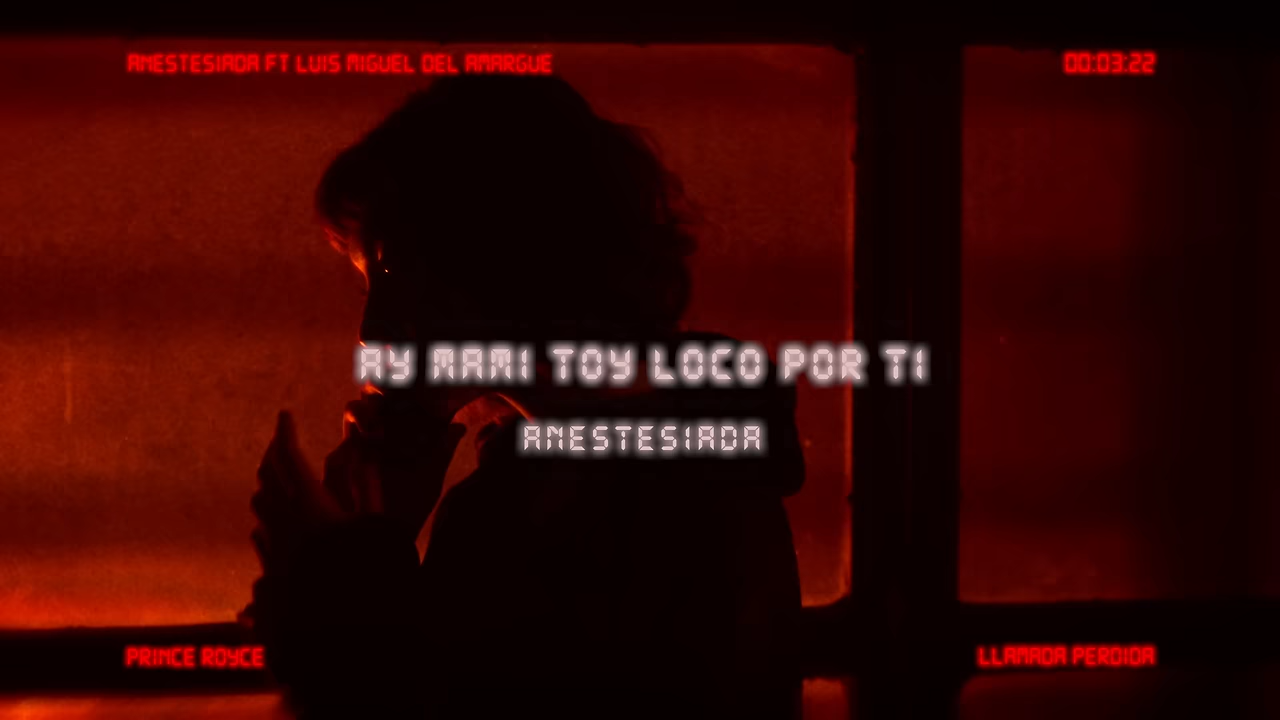 ANESTESIADA FT LUIS MIGUEL DEL AMARGUE
00:03:22
AY MAMI TOY LOCO POR TI
ANESTESIADA
PRINCE ROYCE
LLAMADA PERDIDA